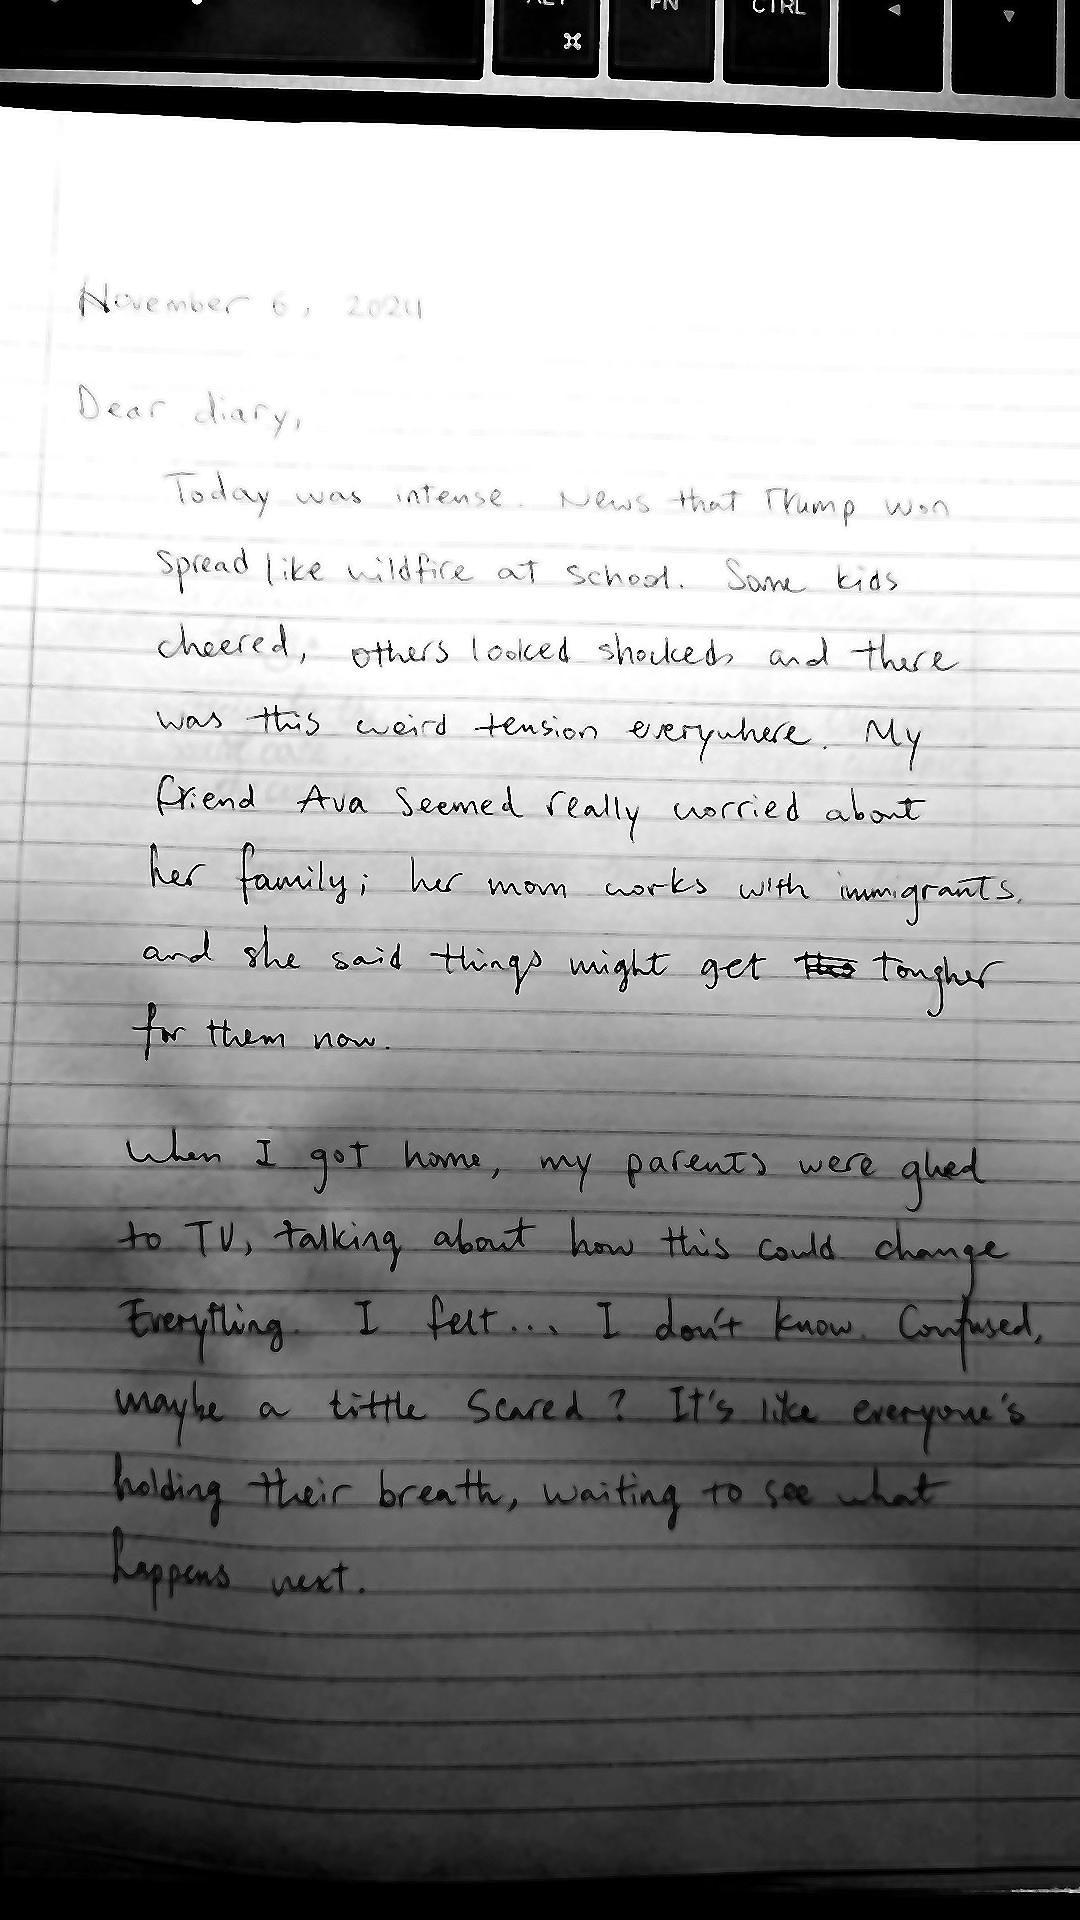 FN
CTRL
⌘
◂
▾
November 6, 2024
Dear diary,
Today was intense. News that Trump won
spread like wildfire at school. Some kids
cheered, others looked shocked, and there
was this weird tension everywhere. My
friend Ava seemed really worried about
her family; her mom works with immigrants.
and she said things might get tougher
for them now.
When I got home, my parents were glued
to TV, talking about how this could change
Everything. I felt... I don't know. Confused,
maybe a little scared? It's like everyone's
holding their breath, waiting to see what
happens next.